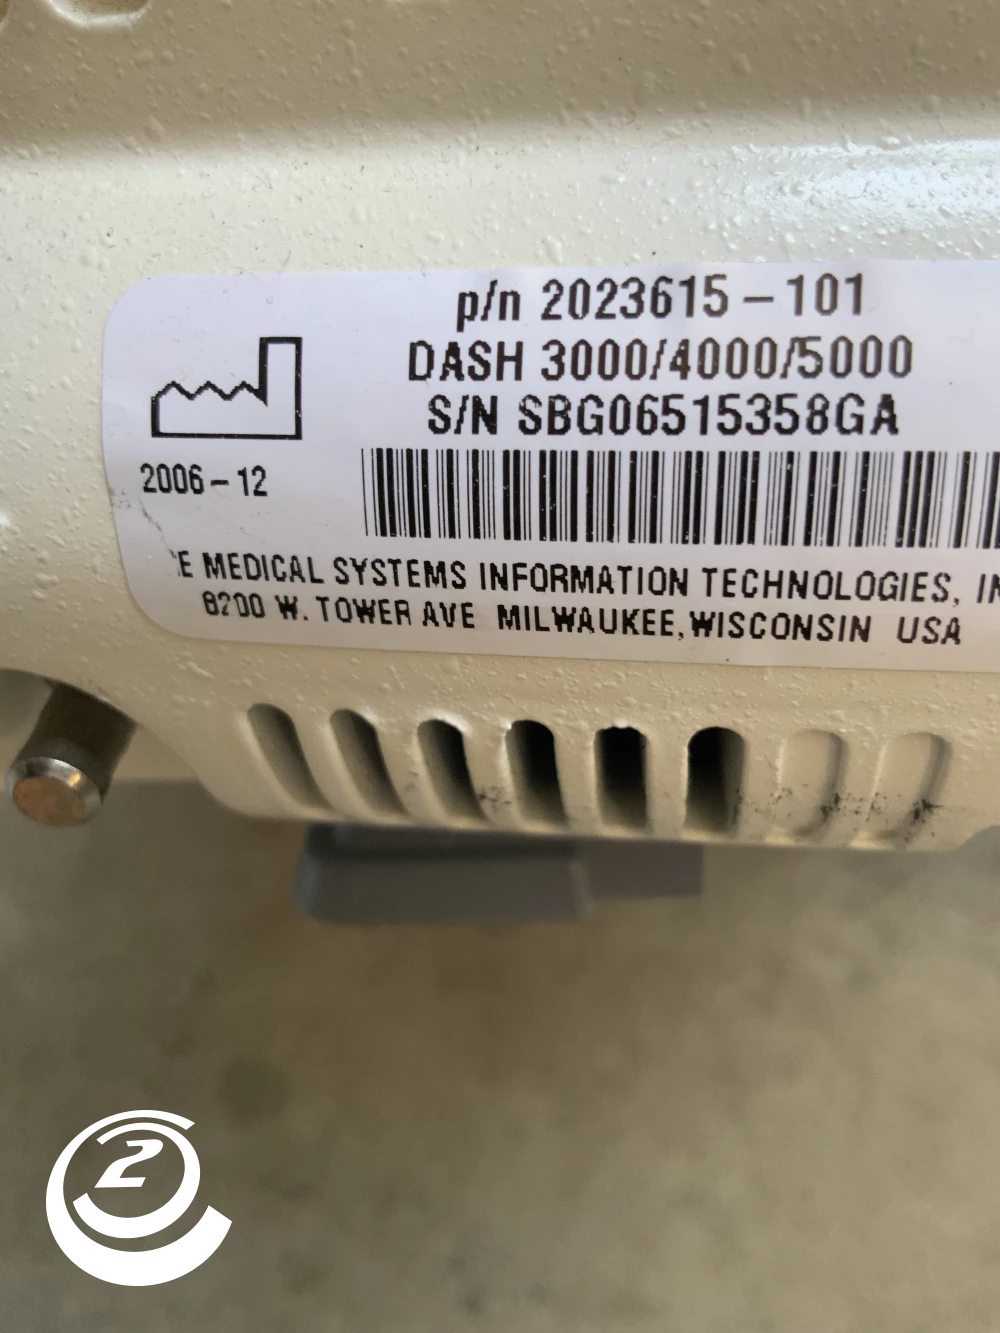 p/n 2023615-101
DASH 3000/4000/5000
S/N SBG06515358GA
2006-12
MEDICAL SYSTEMS INFORMATION TECHNOLOGIES,
8200 W. TOWER AVE MILWAUKEE, WISCONSIN USA
2